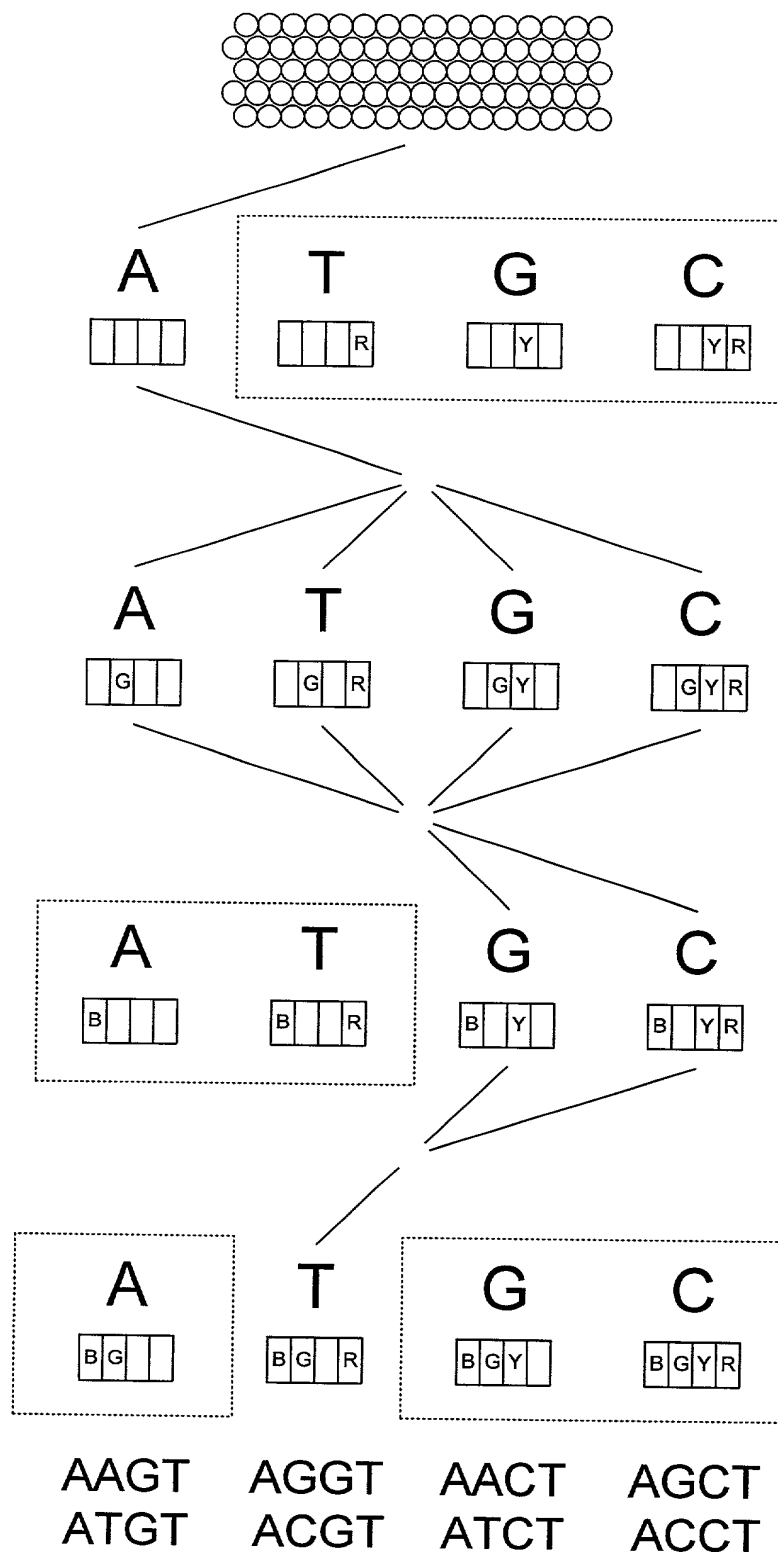 A T G C
R Y Y R
A T G C
G G R G Y G Y R
A T G C
B B R B Y B Y R
A T G C
B G B G R B G Y B G Y R
AAGT AGGT AACT AGCT
ATGT ACGT ATCT ACCT